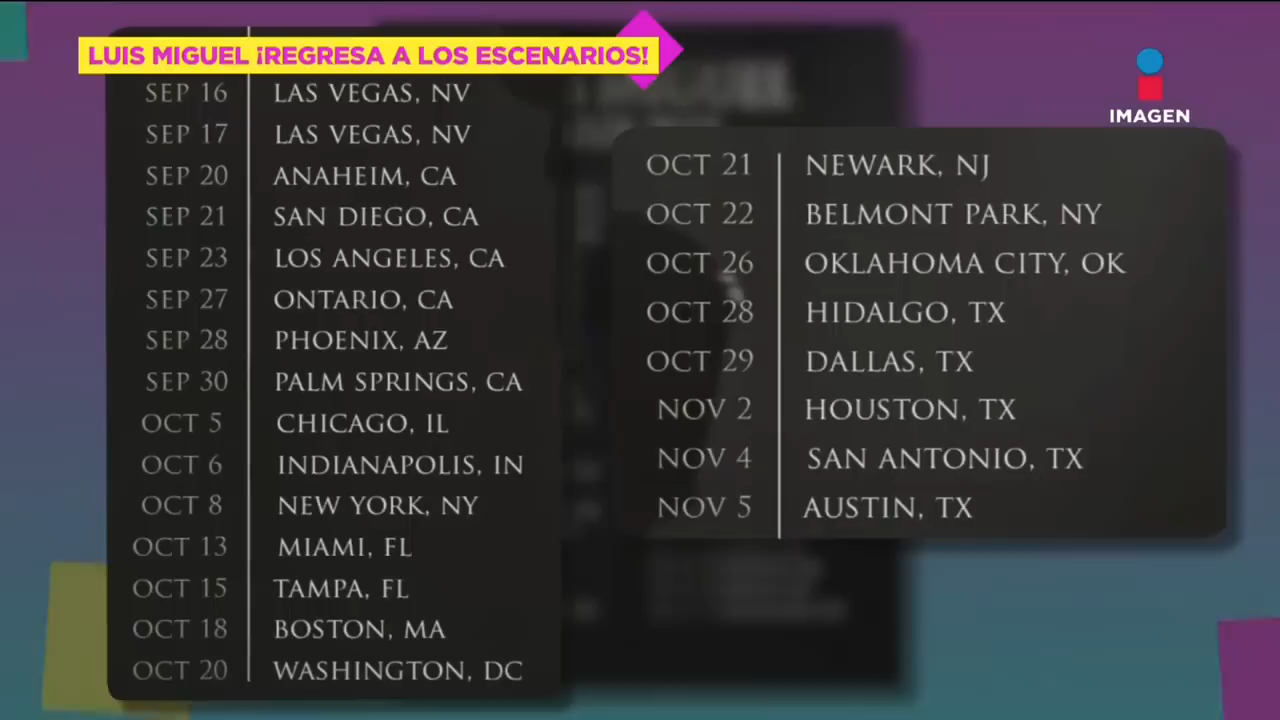 LUIS MIGUEL ¡REGRESA A LOS ESCENARIOS!
IMAGEN
SEP 16 LAS VEGAS, NV
SEP 17 LAS VEGAS, NV
SEP 20 ANAHEIM, CA
SEP 21 SAN DIEGO, CA
SEP 23 LOS ANGELES, CA
SEP 27 ONTARIO, CA
SEP 28 PHOENIX, AZ
SEP 30 PALM SPRINGS, CA
OCT 5 CHICAGO, IL
OCT 6 INDIANAPOLIS, IN
OCT 8 NEW YORK, NY
OCT 13 MIAMI, FL
OCT 15 TAMPA, FL
OCT 18 BOSTON, MA
OCT 20 WASHINGTON, DC
OCT 21 NEWARK, NJ
OCT 22 BELMONT PARK, NY
OCT 26 OKLAHOMA CITY, OK
OCT 28 HIDALGO, TX
OCT 29 DALLAS, TX
NOV 2 HOUSTON, TX
NOV 4 SAN ANTONIO, TX
NOV 5 AUSTIN, TX